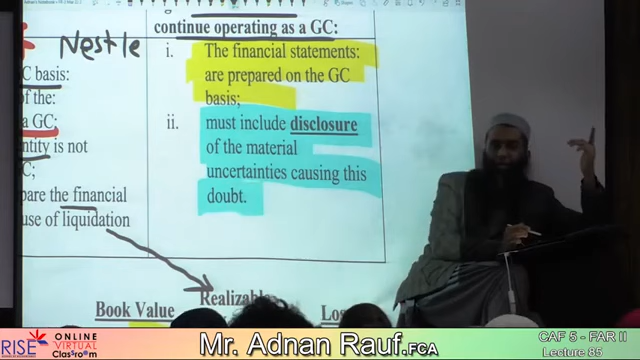 continue operating as a GC:
Nestle
i. The financial statements:
are prepared on the GC
basis;
ii. must include disclosure
of the material
uncertainties causing this
doubt.
C basis:
of the:
a GC:
entity is not
C;
pare the financial
use of liquidation
Book Value
Realizable
Los
RISE
ONLINE
VIRTUAL
Classroom
Mr. Adnan Rauf.FCA
CAF 5 - FAR II
Lecture 85